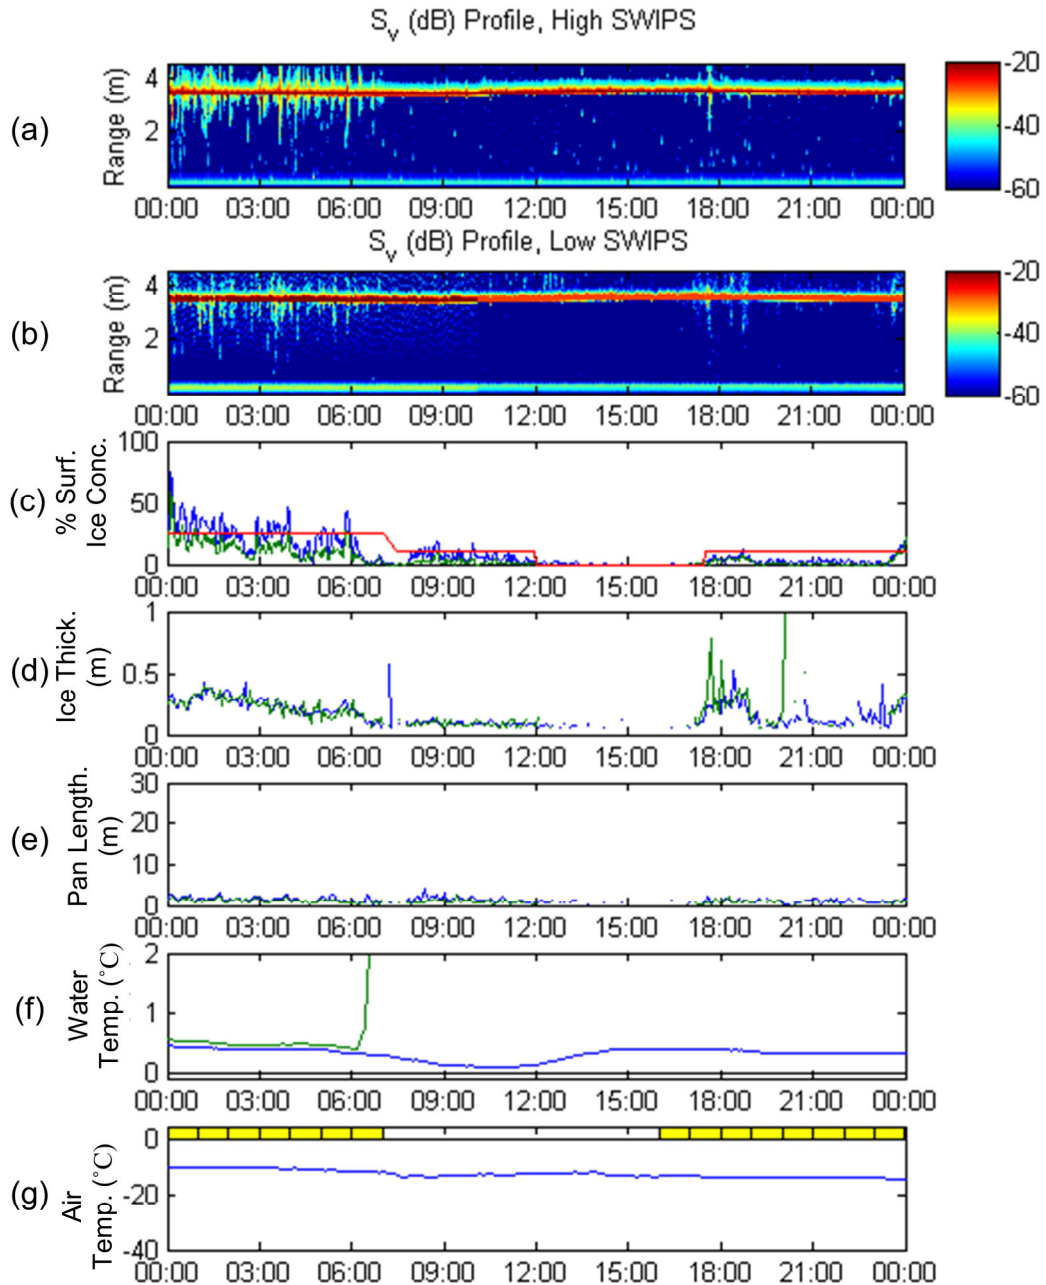 S_v (dB) Profile, High SWIPS
(a)
Range (m)
4
2
-20
-40
-60
00:00 03:00 06:00 09:00 12:00 15:00 18:00 21:00 00:00
S_v (dB) Profile, Low SWIPS
(b)
Range (m)
4
2
-20
-40
-60
00:00 03:00 06:00 09:00 12:00 15:00 18:00 21:00 00:00
(c)
% Surf.
Ice Conc.
100
50
0
00:00 03:00 06:00 09:00 12:00 15:00 18:00 21:00 00:00
(d)
Ice Thick.
(m)
1
0.5
0
00:00 03:00 06:00 09:00 12:00 15:00 18:00 21:00 00:00
(e)
Pan Length.
(m)
30
20
10
0
00:00 03:00 06:00 09:00 12:00 15:00 18:00 21:00 00:00
(f)
Water
Temp. (°C)
2
1
0
00:00 03:00 06:00 09:00 12:00 15:00 18:00 21:00 00:00
(g)
Air
Temp. (°C)
0
-20
-40
00:00 03:00 06:00 09:00 12:00 15:00 18:00 21:00 00:00